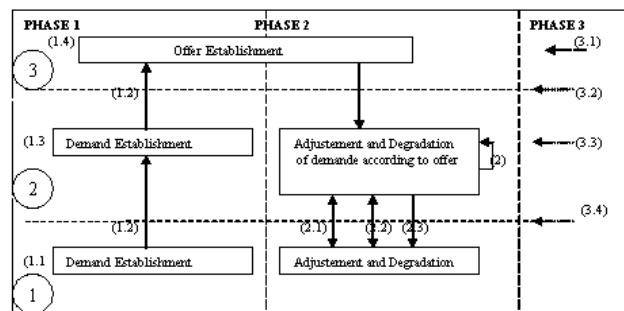 PHASE 1
PHASE 2
PHASE 3
(1.4)
Offer Establishment
(3.1)
3
(1.2)
(3.2)
(1.3
Demand Establishment
Adjustement and Degradation
of demande according to offer
(2)
(3.3)
2
(1.2)
(2.1)
(2.2)
(2.3)
(3.4)
(1.1
Demand Establishment
Adjustement and Degradation
1